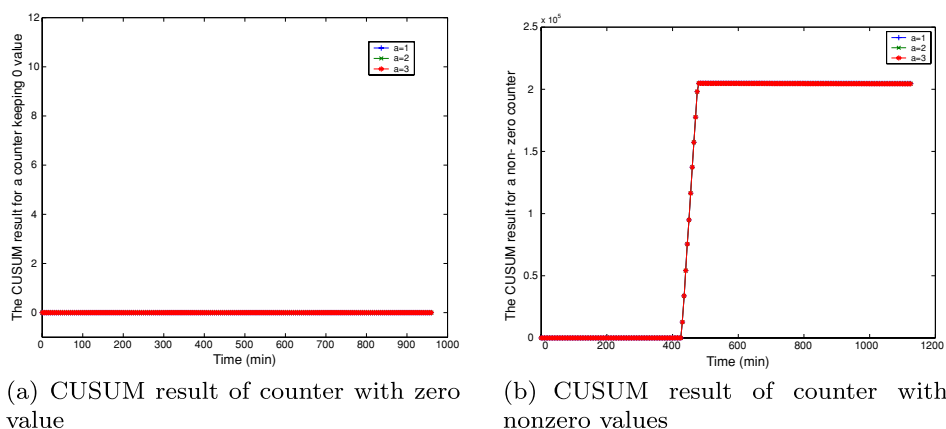 12
10
8
6
4
2
0
The CUSUM result for a counter keeping 0 value
a=1
a=2
a=3
0 100 200 300 400 500 600 700 800 900 1000
Time (min)
(a) CUSUM result of counter with zero
value
2.5 x 10^5
2
1.5
1
0.5
0
The CUSUM result for a non- zero counter
a=1
a=2
a=3
0 200 400 600 800 1000 1200
Time (min)
(b) CUSUM result of counter with
nonzero values